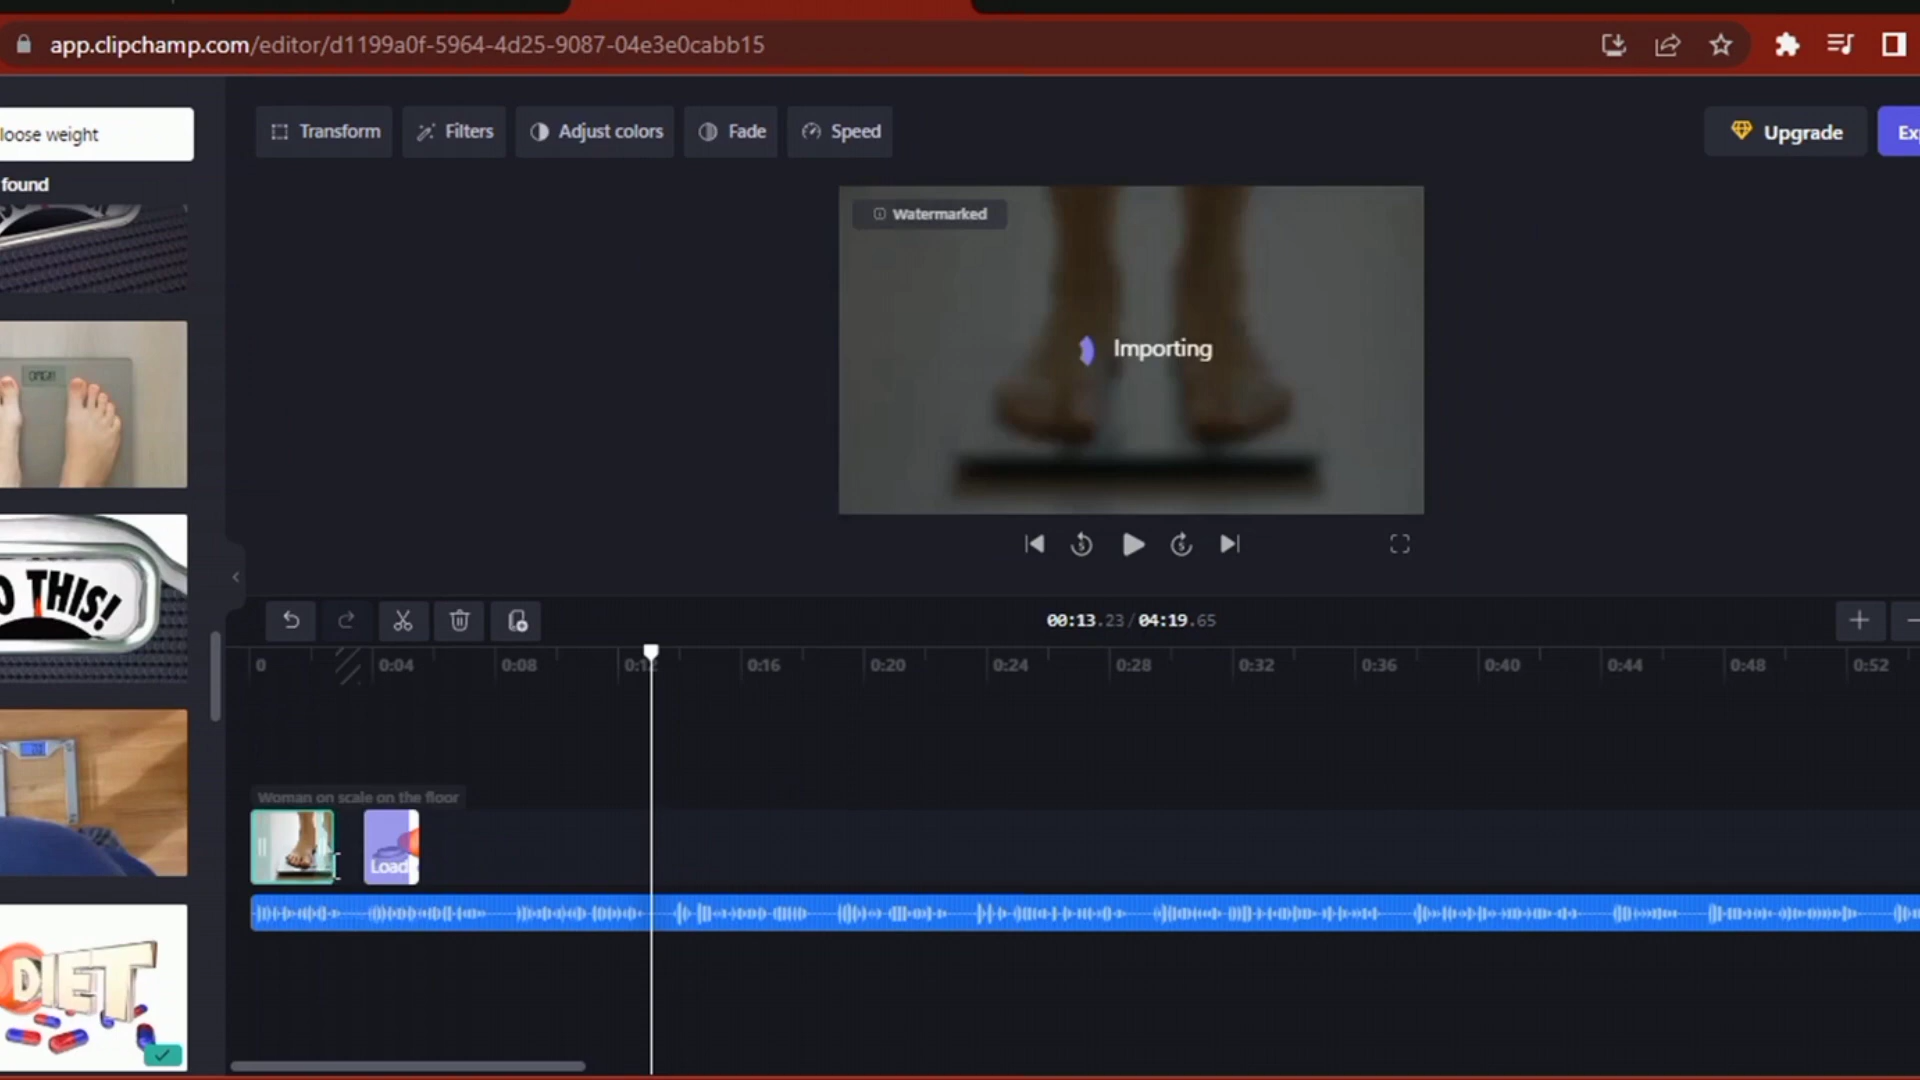 app.clipchamp.com/editor/d1199a0f-5964-4d25-9087-04e3e0cabb15
loose weight
Transform Filters Adjust colors Fade Speed
Upgrade
found
Watermarked
OMG!!
Importing
THIS!
00:13.23/04:19.65
0 0:04 0:08 0:16 0:20 0:24 0:28 0:32 0:36 0:40 0:44 0:48 0:52
Woman on scale on the floor
Load
DIET